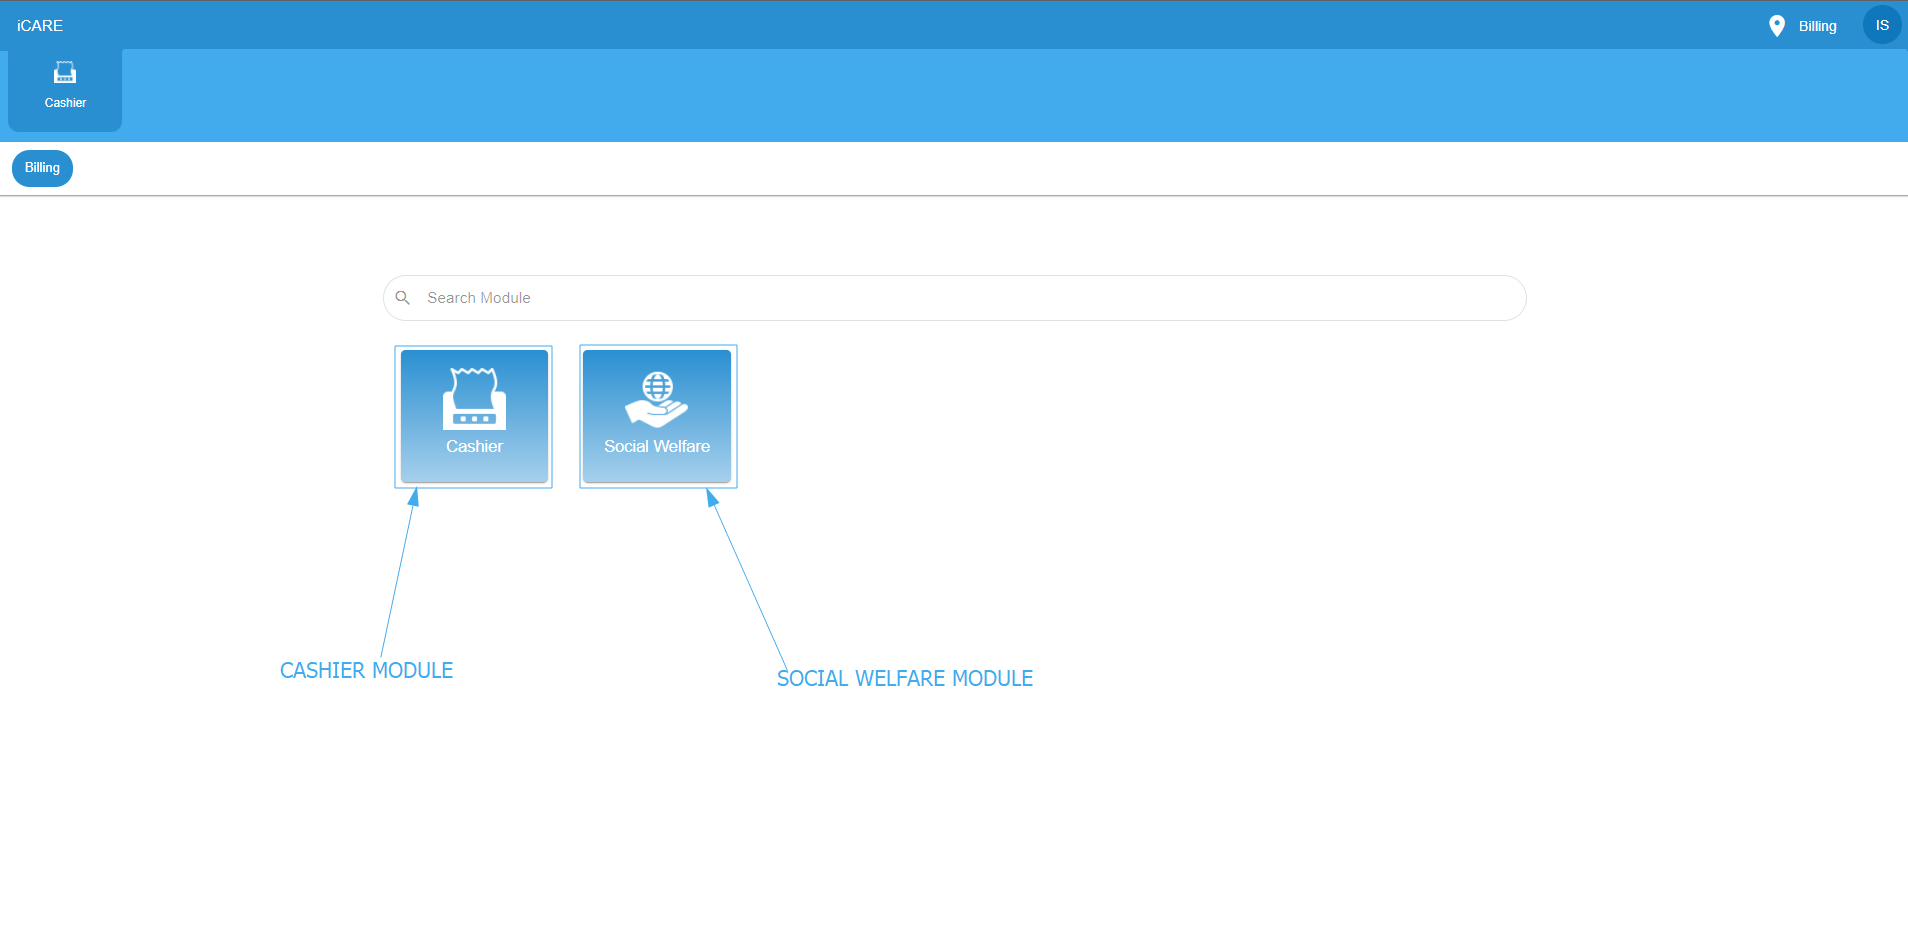 iCARE
Billing
IS
Cashier
Billing
Search Module
Cashier
Social Welfare
CASHIER MODULE
SOCIAL WELFARE MODULE